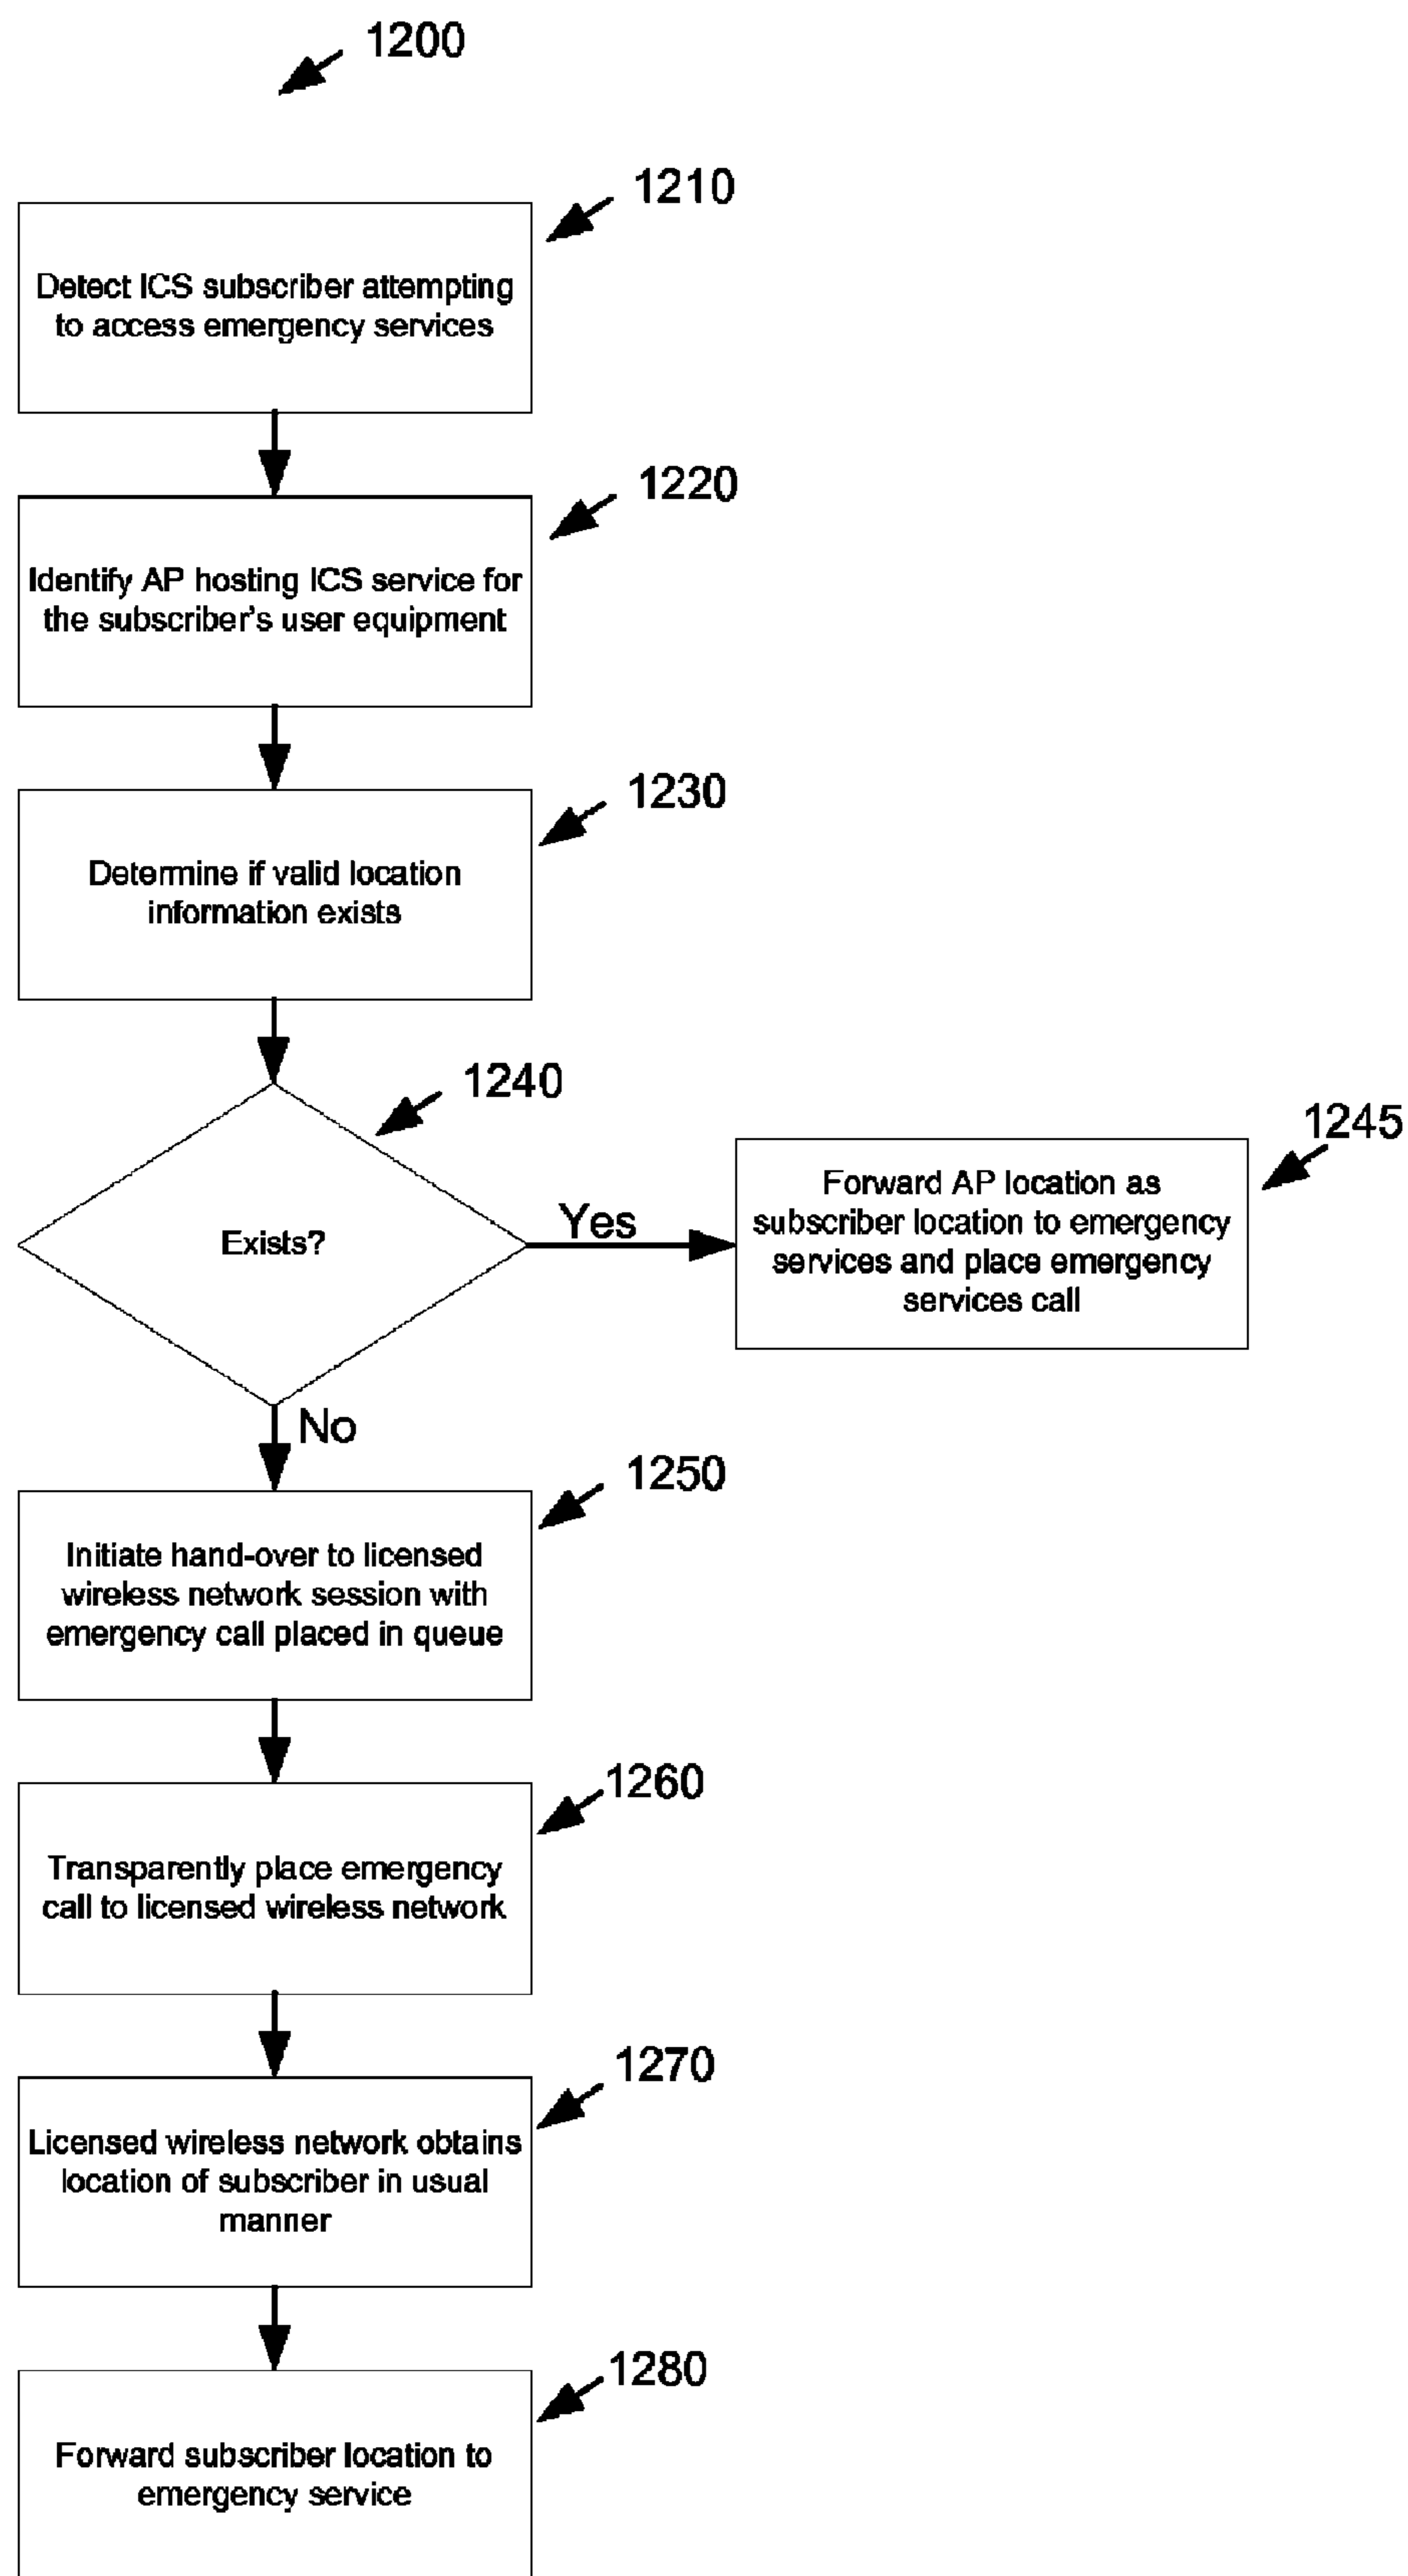 1200
1210
Detect ICS subscriber attempting
to access emergency services
1220
Identify AP hosting ICS service for
the subscriber's user equipment
1230
Determine if valid location
information exists
1240
Exists?
Yes
1245
Forward AP location as
subscriber location to emergency
services and place emergency
services call
No
1250
Initiate hand-over to licensed
wireless network session with
emergency call placed in queue
1260
Transparently place emergency
call to licensed wireless network
1270
Licensed wireless network obtains
location of subscriber in usual
manner
1280
Forward subscriber location to
emergency service